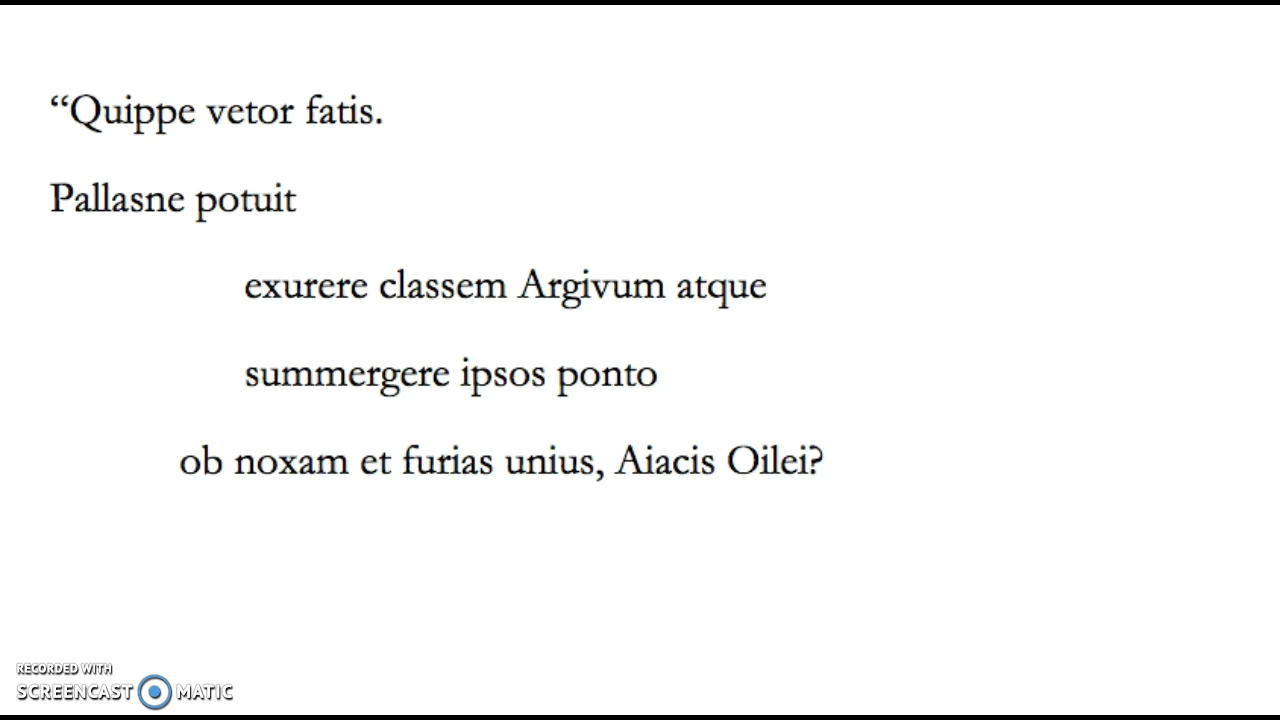 “Quippe vetor fatis.
Pallasne potuit
exurere classem Argivum atque
summergere ipsos ponto
ob noxam et furias unius, Aiacis Oilei?
RECORDED WITH
SCREENCAST MATIC